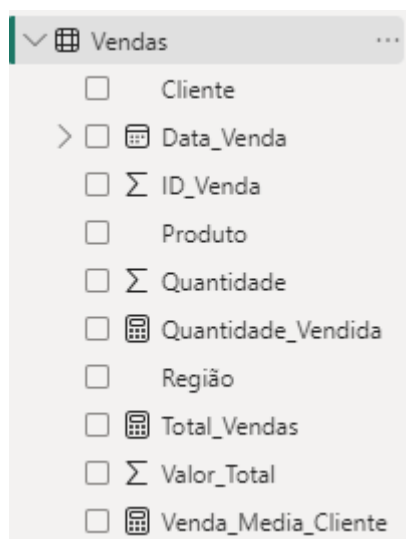 Vendas
Cliente
Data_Venda
ID_Venda
Produto
Quantidade
Quantidade_Vendida
Região
Total_Vendas
Valor_Total
Venda_Media_Cliente